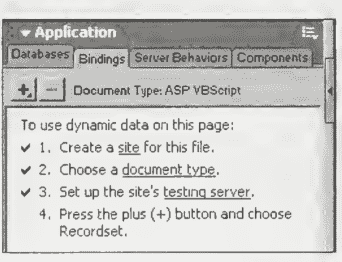 Application
Databases Bindings Server Behaviors Components
Document Type: ASP VBScript
To use dynamic data on this page:
✔ 1. Create a site for this file.
✔ 2. Choose a document type.
✔ 3. Set up the site's testing server.
4. Press the plus (+) button and choose
Recordset.